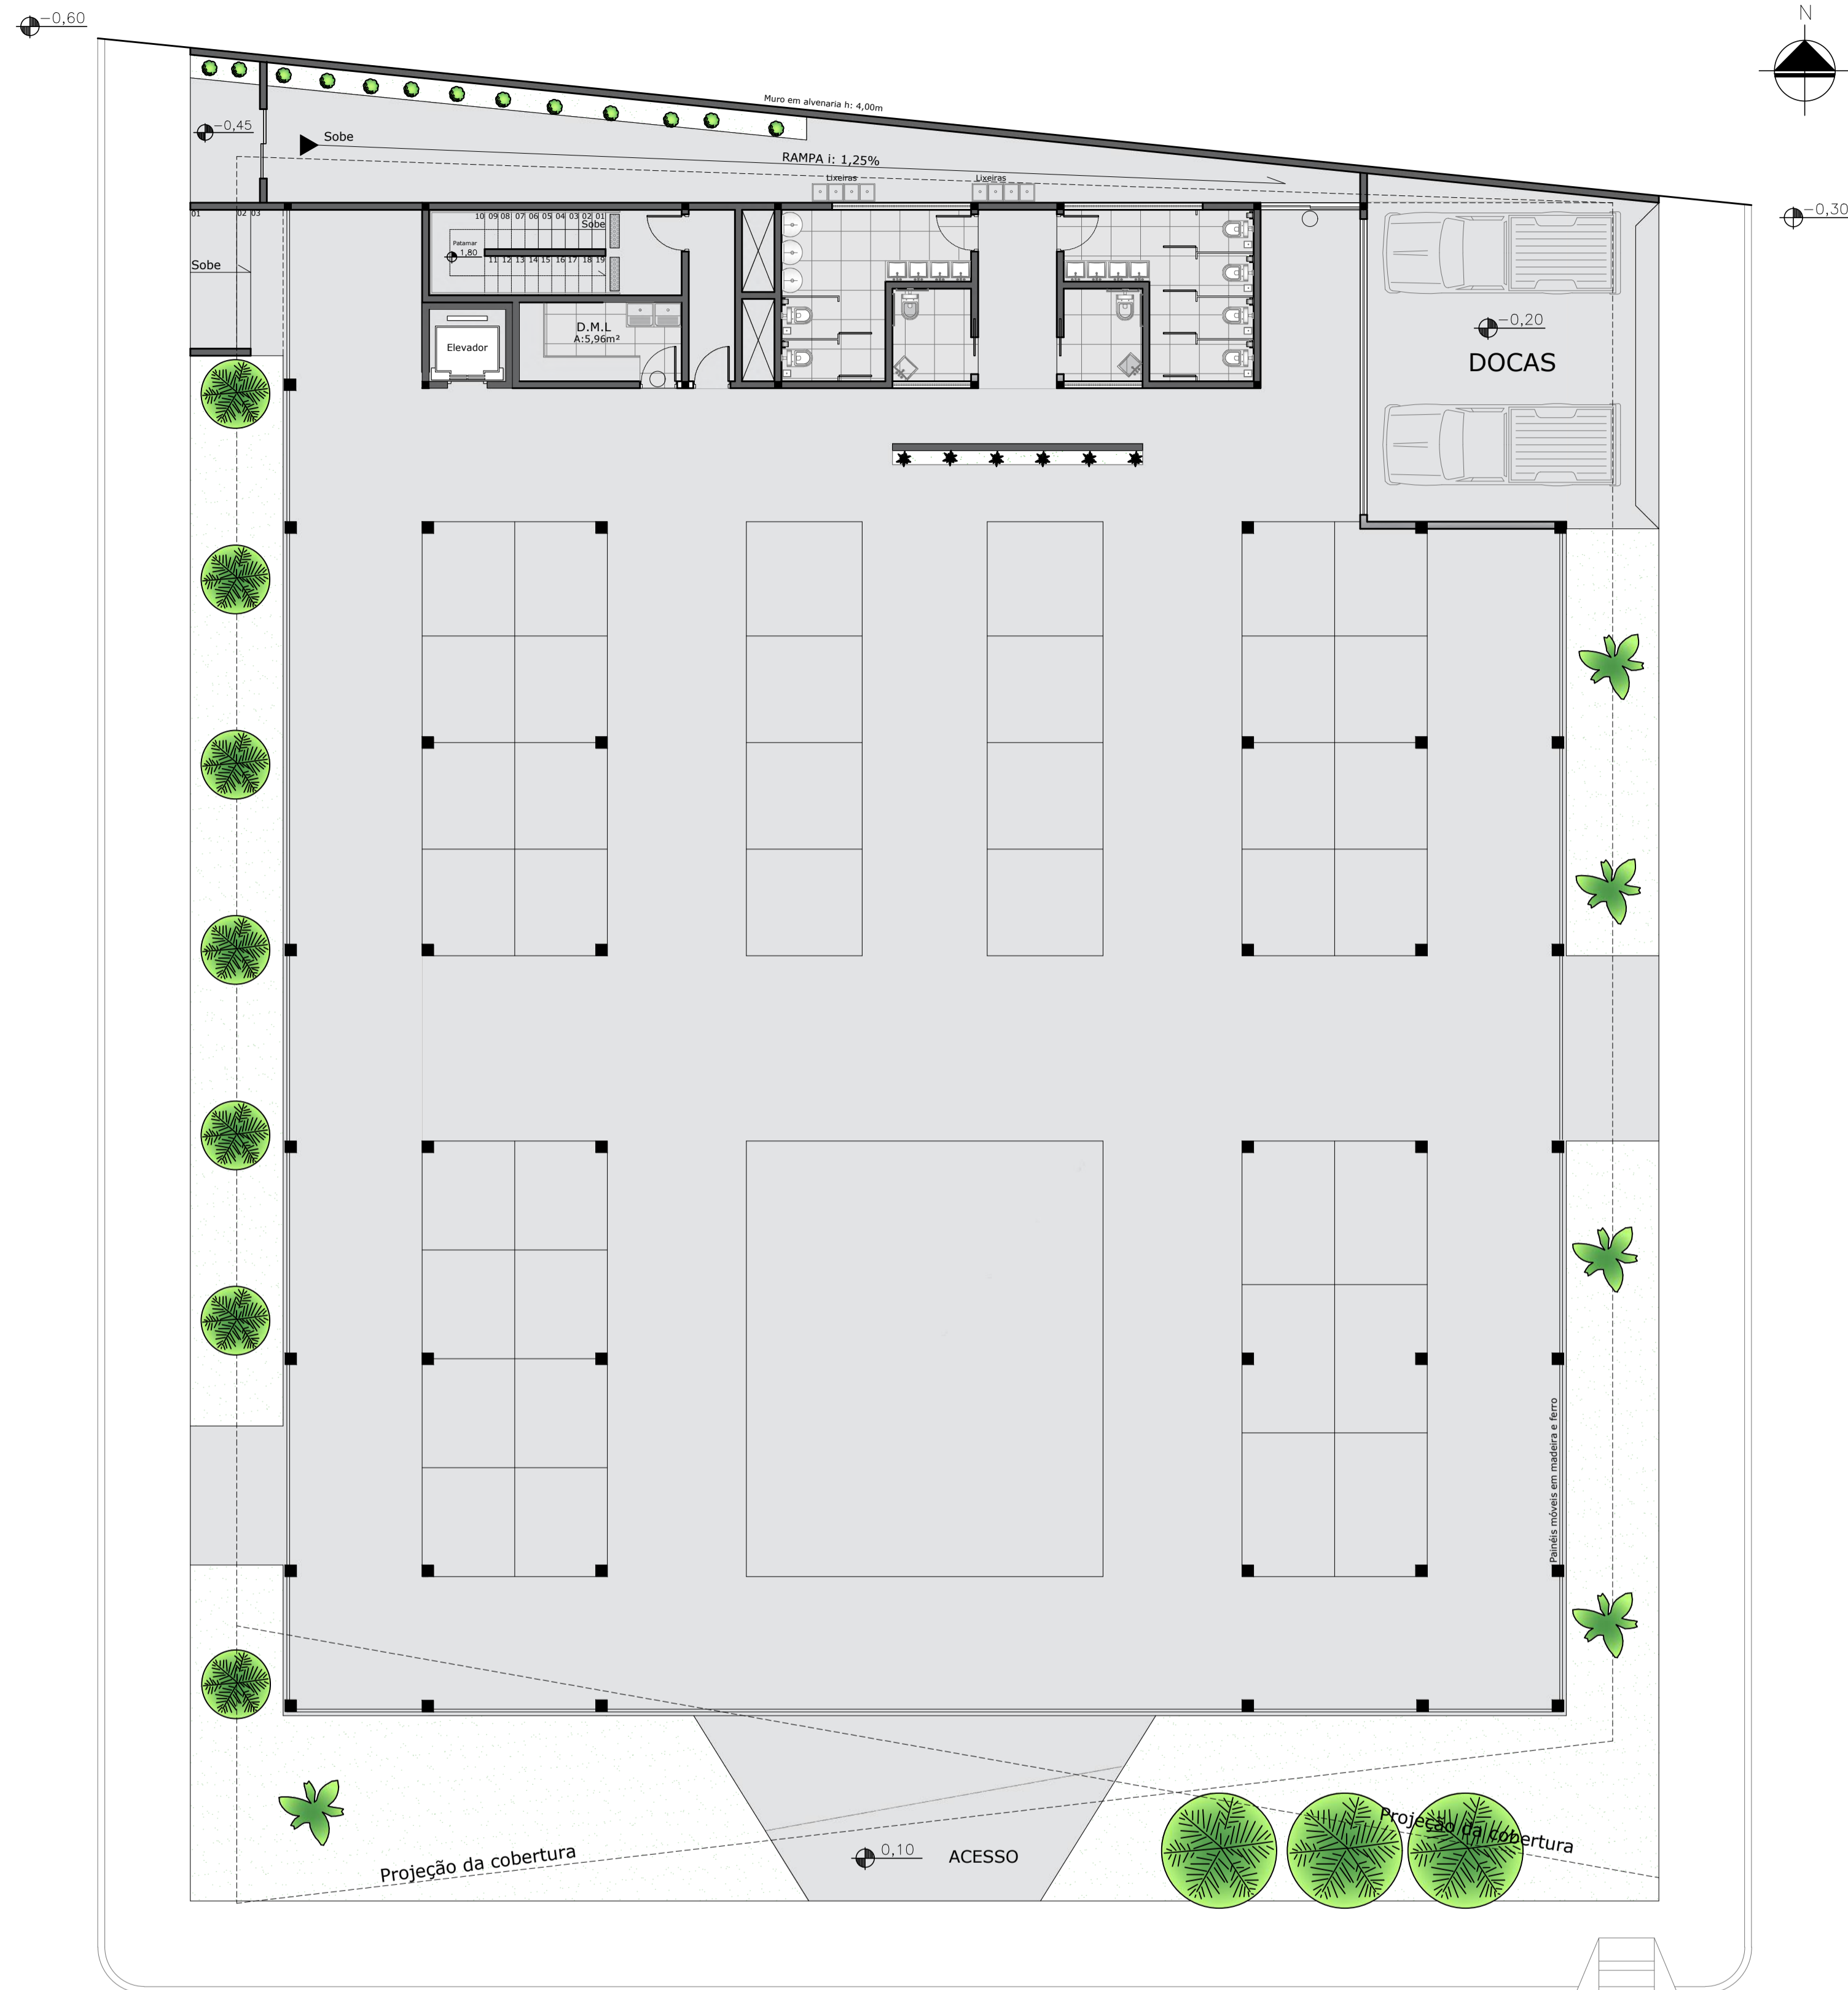 -0,60
N
Muro em alvenaria h: 4,00m
-0,45
Sobe
RAMPA i: 1,25%
Lixeiras
Lixeiras
-0,30
01
02 03
10 09 08 07 06 05 04 03 02 01
Sobe
Patamar
1,80
11 12 13 14 15 16 17 18 19
Sobe
D.M.L
A:5,96m²
Elevador
-0,20
DOCAS
Painéis móveis em madeira e ferro
Projeção da cobertura
Projeção da cobertura
0,10
ACESSO